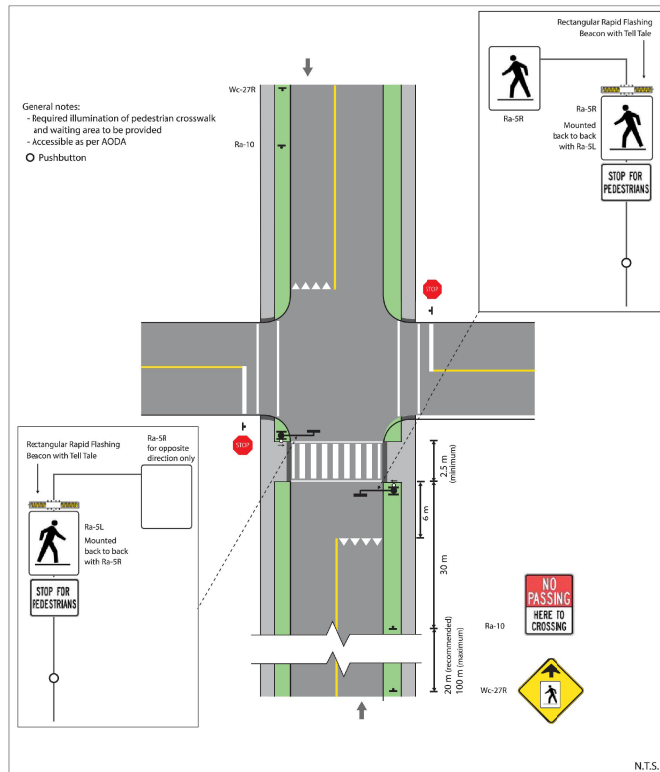 Rectangular Rapid Flashing
Beacon with Tell Tale
Ra-5R
Ra-5R
Mounted
back to back
with Ra-5L
STOP FOR
PEDESTRIANS
Wc-27R
General notes:
- Required illumination of pedestrian crosswalk
and waiting area to be provided
- Accessible as per AODA
Pushbutton
Ra-10
STOP
STOP
Rectangular Rapid Flashing
Beacon with Tell Tale
Ra-5R
for opposite
direction only
Ra-5L
Mounted
back to back
with Ra-5R
STOP FOR
PEDESTRIANS
2.5 m
(minimum)
6 m
30 m
20 m (recommended)
100 m (maximum)
Ra-10
NO
PASSING
HERE TO
CROSSING
Wc-27R
N.T.S.